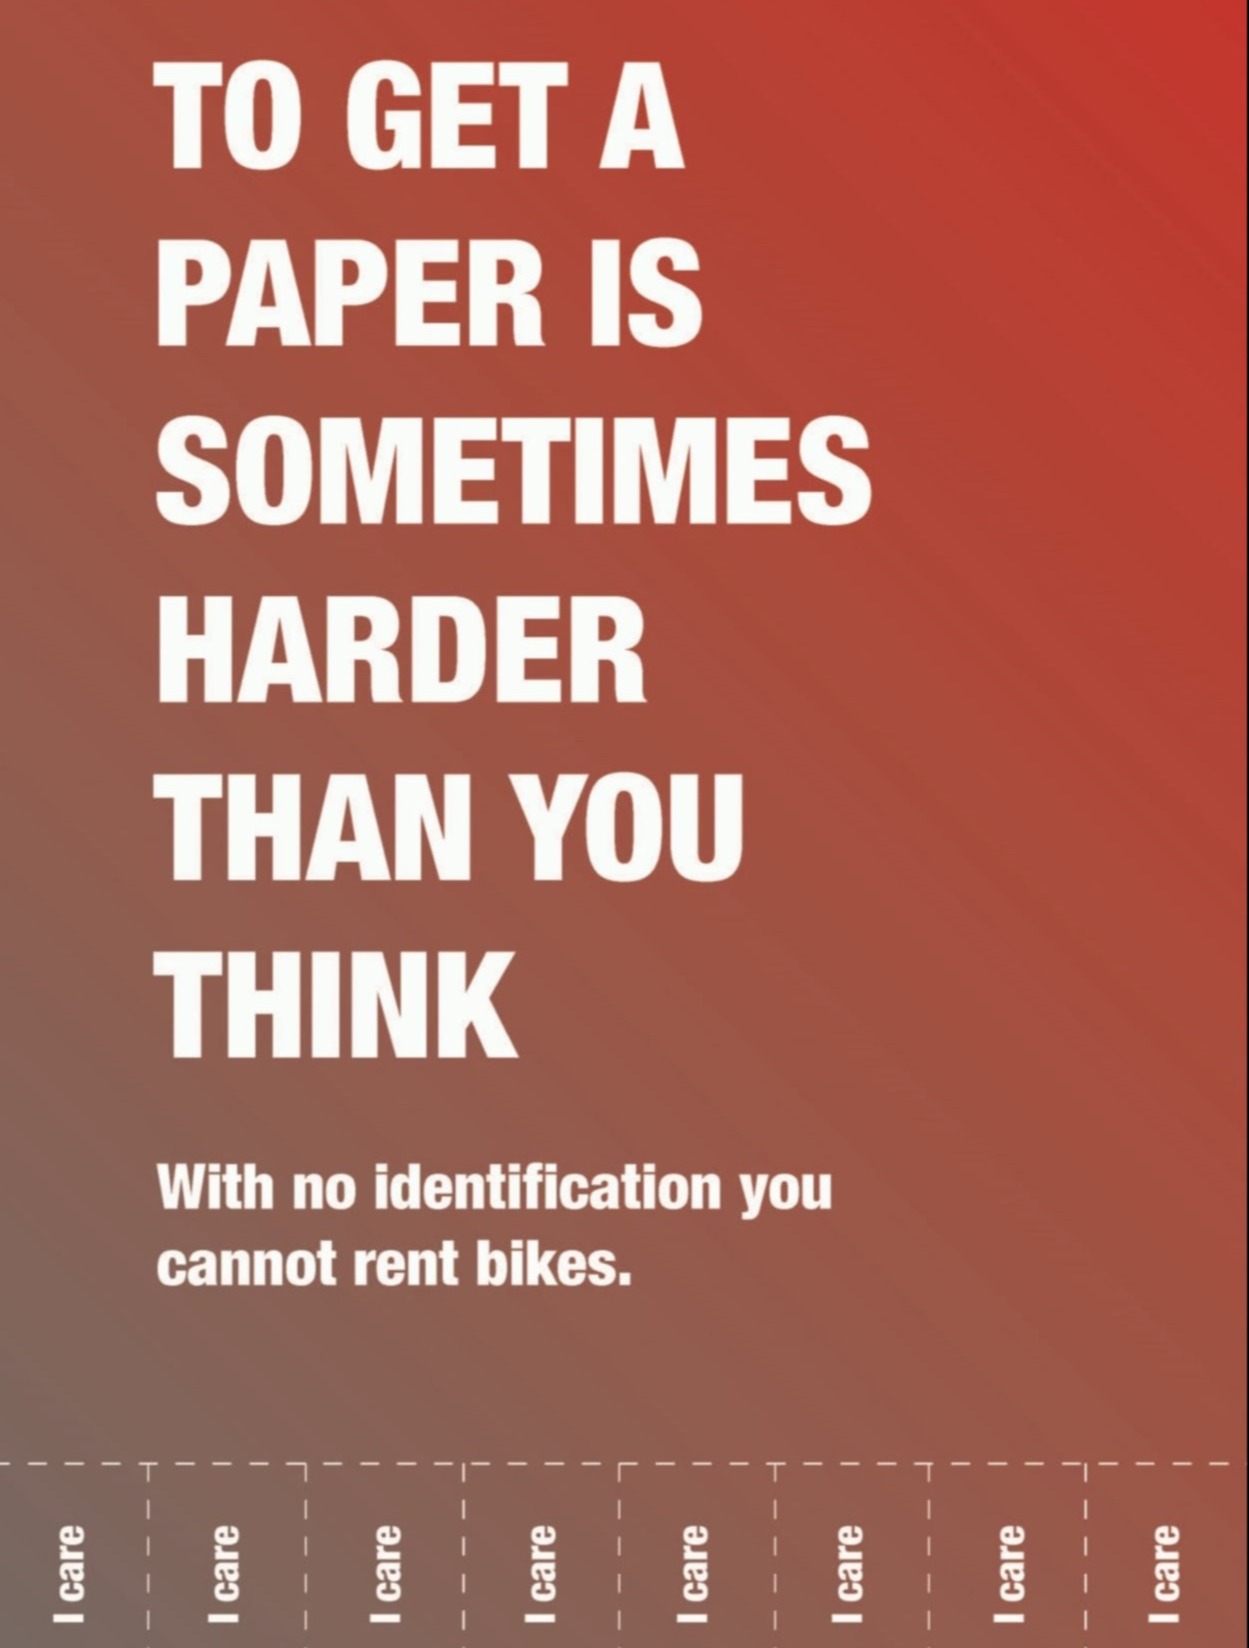 TO GET A
PAPER IS
SOMETIMES
HARDER
THAN YOU
THINK
With no identification you
cannot rent bikes.
I care
I care
I care
I care
I care
I care
I care
I care